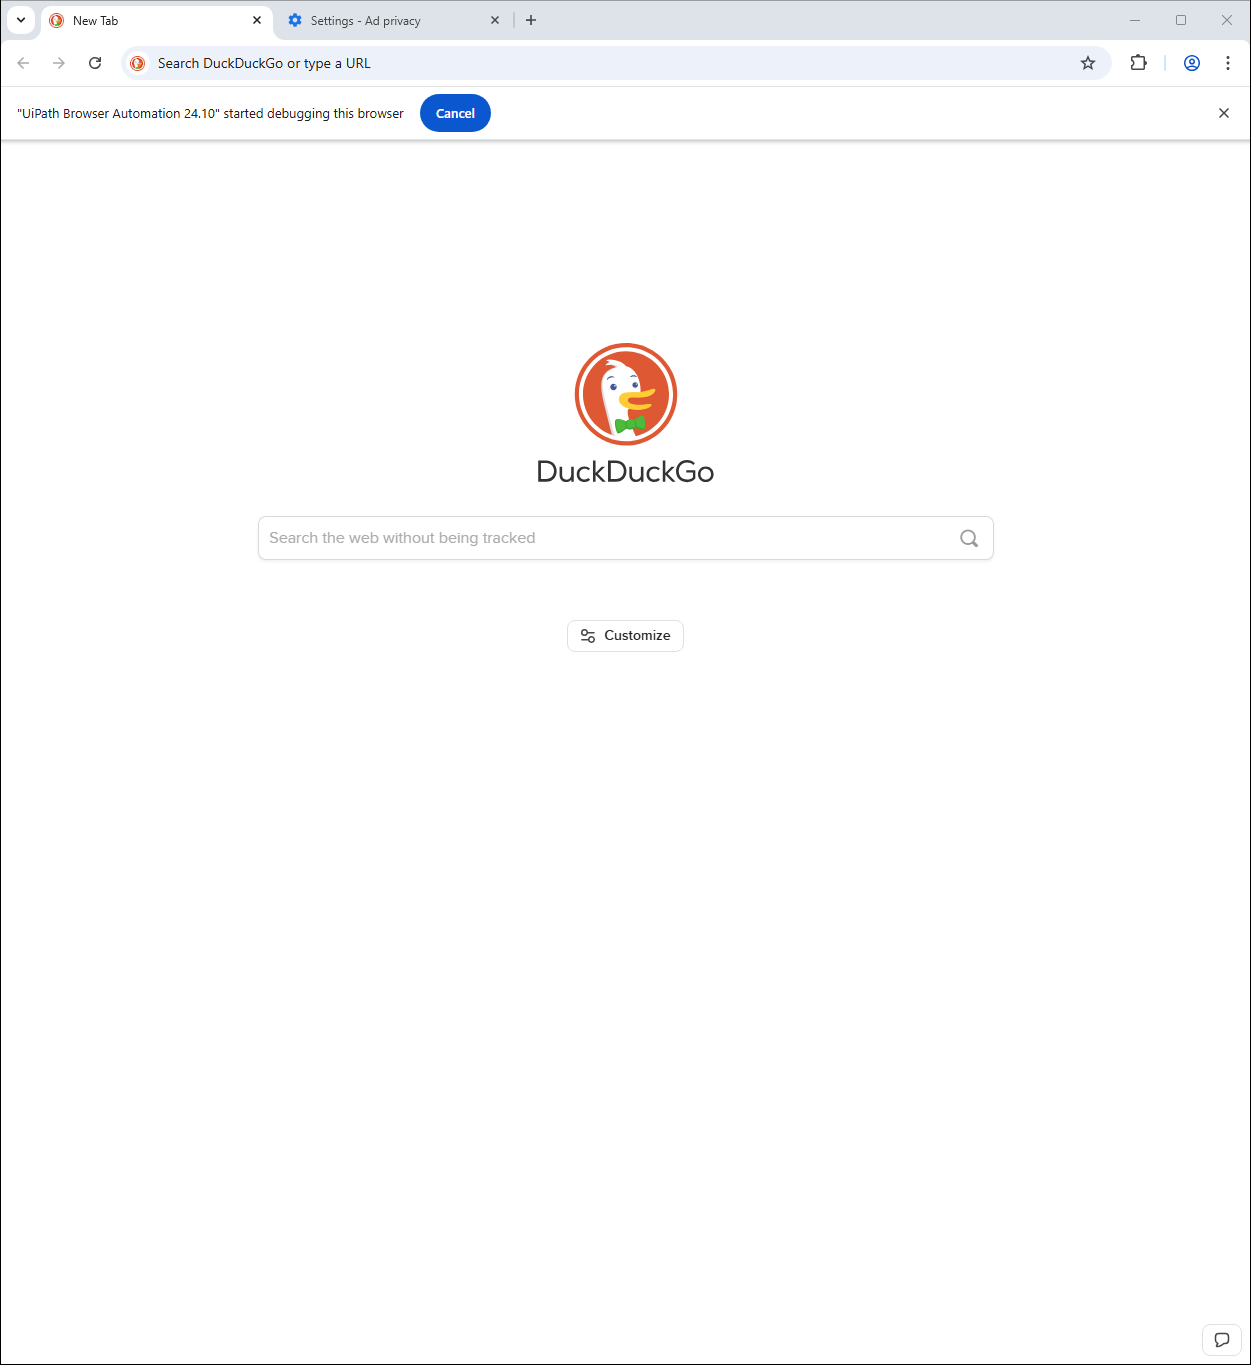 New Tab
Settings - Ad privacy
Search DuckDuckGo or type a URL
"UiPath Browser Automation 24.10" started debugging this browser
Cancel
DuckDuckGo
Search the web without being tracked
Customize